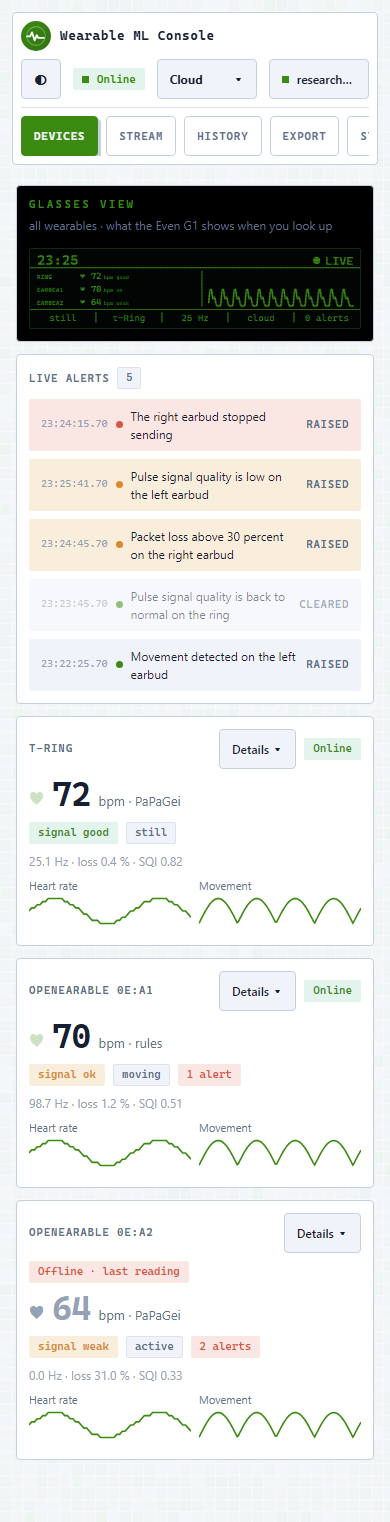 Wearable ML Console
Online
Cloud
research...
DEVICES
STREAM
HISTORY
EXPORT
GLASSES VIEW
all wearables · what the Even G1 shows when you look up
23:25
LIVE
RING 72 bpm good
EARBEA1 70 bpm ok
EARBEA2 64 bpm weak
still | τ-Ring | 25 Hz | cloud | 0 alerts
LIVE ALERTS 5
23:24:15.70 The right earbud stopped sending RAISED
23:25:41.70 Pulse signal quality is low on the left earbud RAISED
23:24:45.70 Packet loss above 30 percent on the right earbud RAISED
23:23:45.70 Pulse signal quality is back to normal on the ring CLEARED
23:22:25.70 Movement detected on the left earbud RAISED
τ-RING
Details
Online
72 bpm · PaPaGei
signal good
still
25.1 Hz · loss 0.4 % · SQI 0.82
Heart rate
Movement
OPENEARABLE 0E:A1
Details
Online
70 bpm · rules
signal ok
moving
1 alert
98.7 Hz · loss 1.2 % · SQI 0.51
Heart rate
Movement
OPENEARABLE 0E:A2
Details
Offline · last reading
64 bpm · PaPaGei
signal weak
active
2 alerts
0.0 Hz · loss 31.0 % · SQI 0.33
Heart rate
Movement